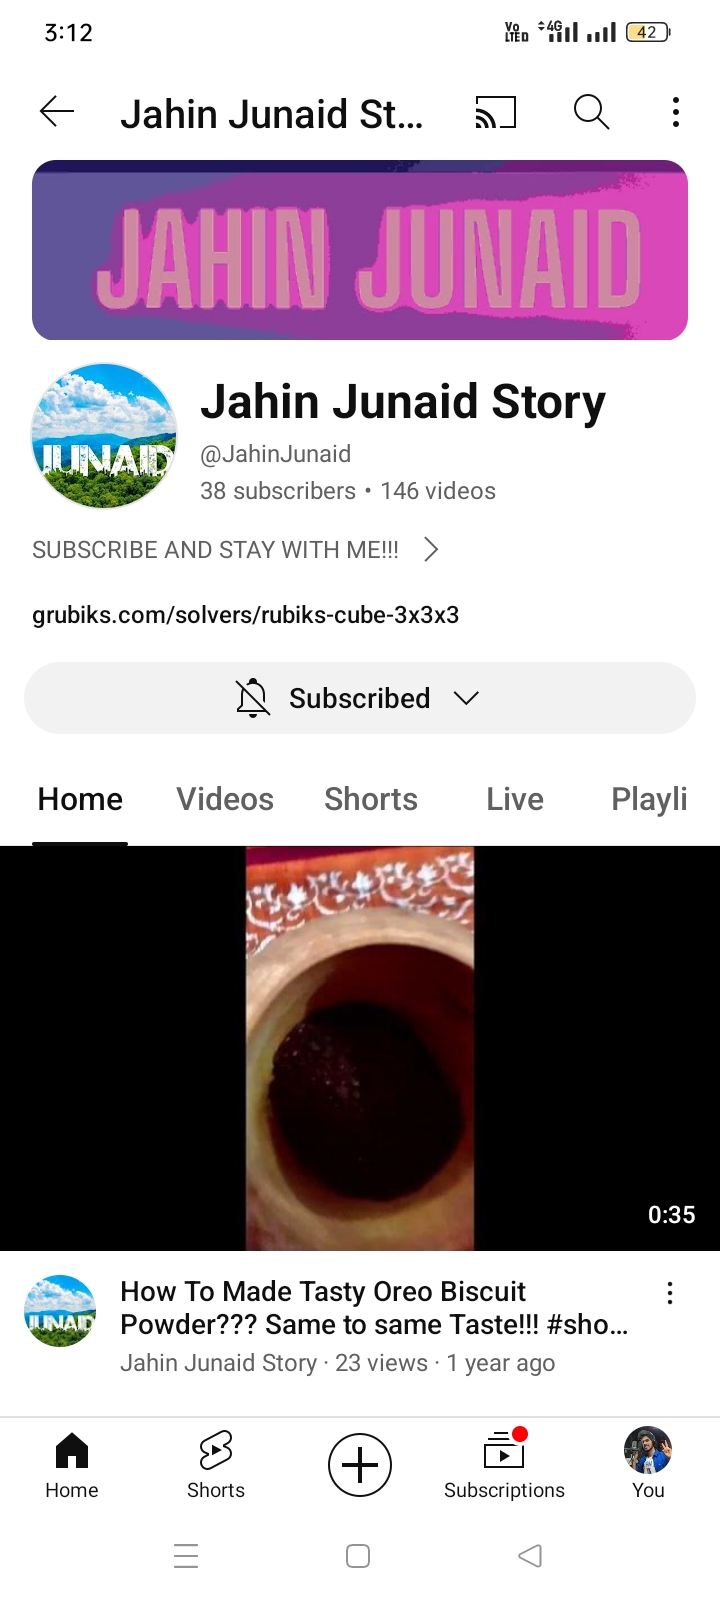 3:12
Vo
LTED
4G
42
Jahin Junaid St...
JAHIN JUNAID
JUNAID
Jahin Junaid Story
@JahinJunaid
38 subscribers • 146 videos
SUBSCRIBE AND STAY WITH ME!!!
grubiks.com/solvers/rubiks-cube-3x3x3
Subscribed
Home Videos Shorts Live Playli
0:35
JUNAID
How To Made Tasty Oreo Biscuit
Powder??? Same to same Taste!!! #sho...
Jahin Junaid Story · 23 views · 1 year ago
Home Shorts Subscriptions You